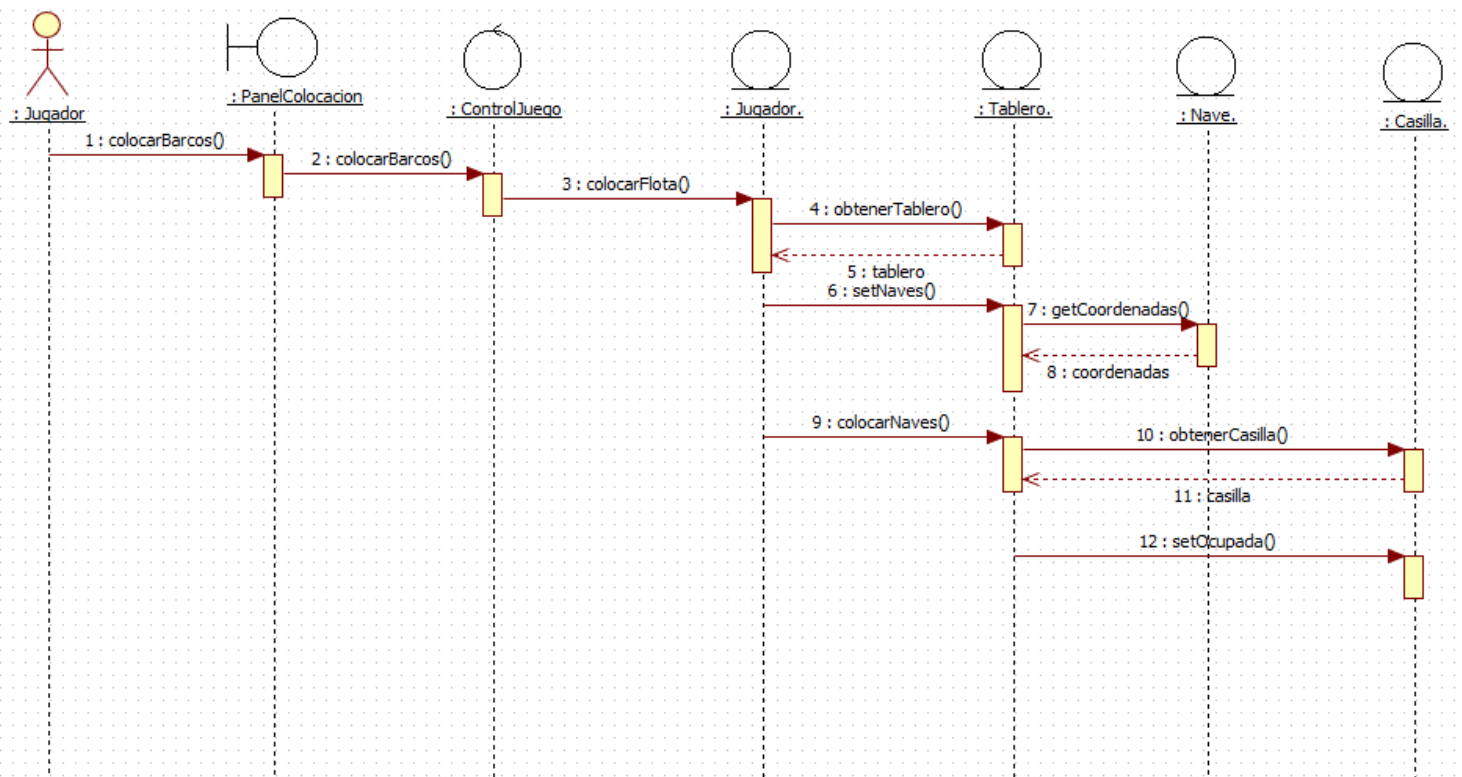 : Jugador
: PanelColocacion
: ControlJuego
: Jugador.
: Tablero.
: Nave.
: Casilla.
1 : colocarBarcos()
2 : colocarBarcos()
3 : colocarFlota()
4 : obtenerTablero()
5 : tablero
6 : setNaves()
7 : getCoordenadas()
8 : coordenadas
9 : colocarNaves()
10 : obtenerCasilla()
11 : casilla
12 : setOcupada()